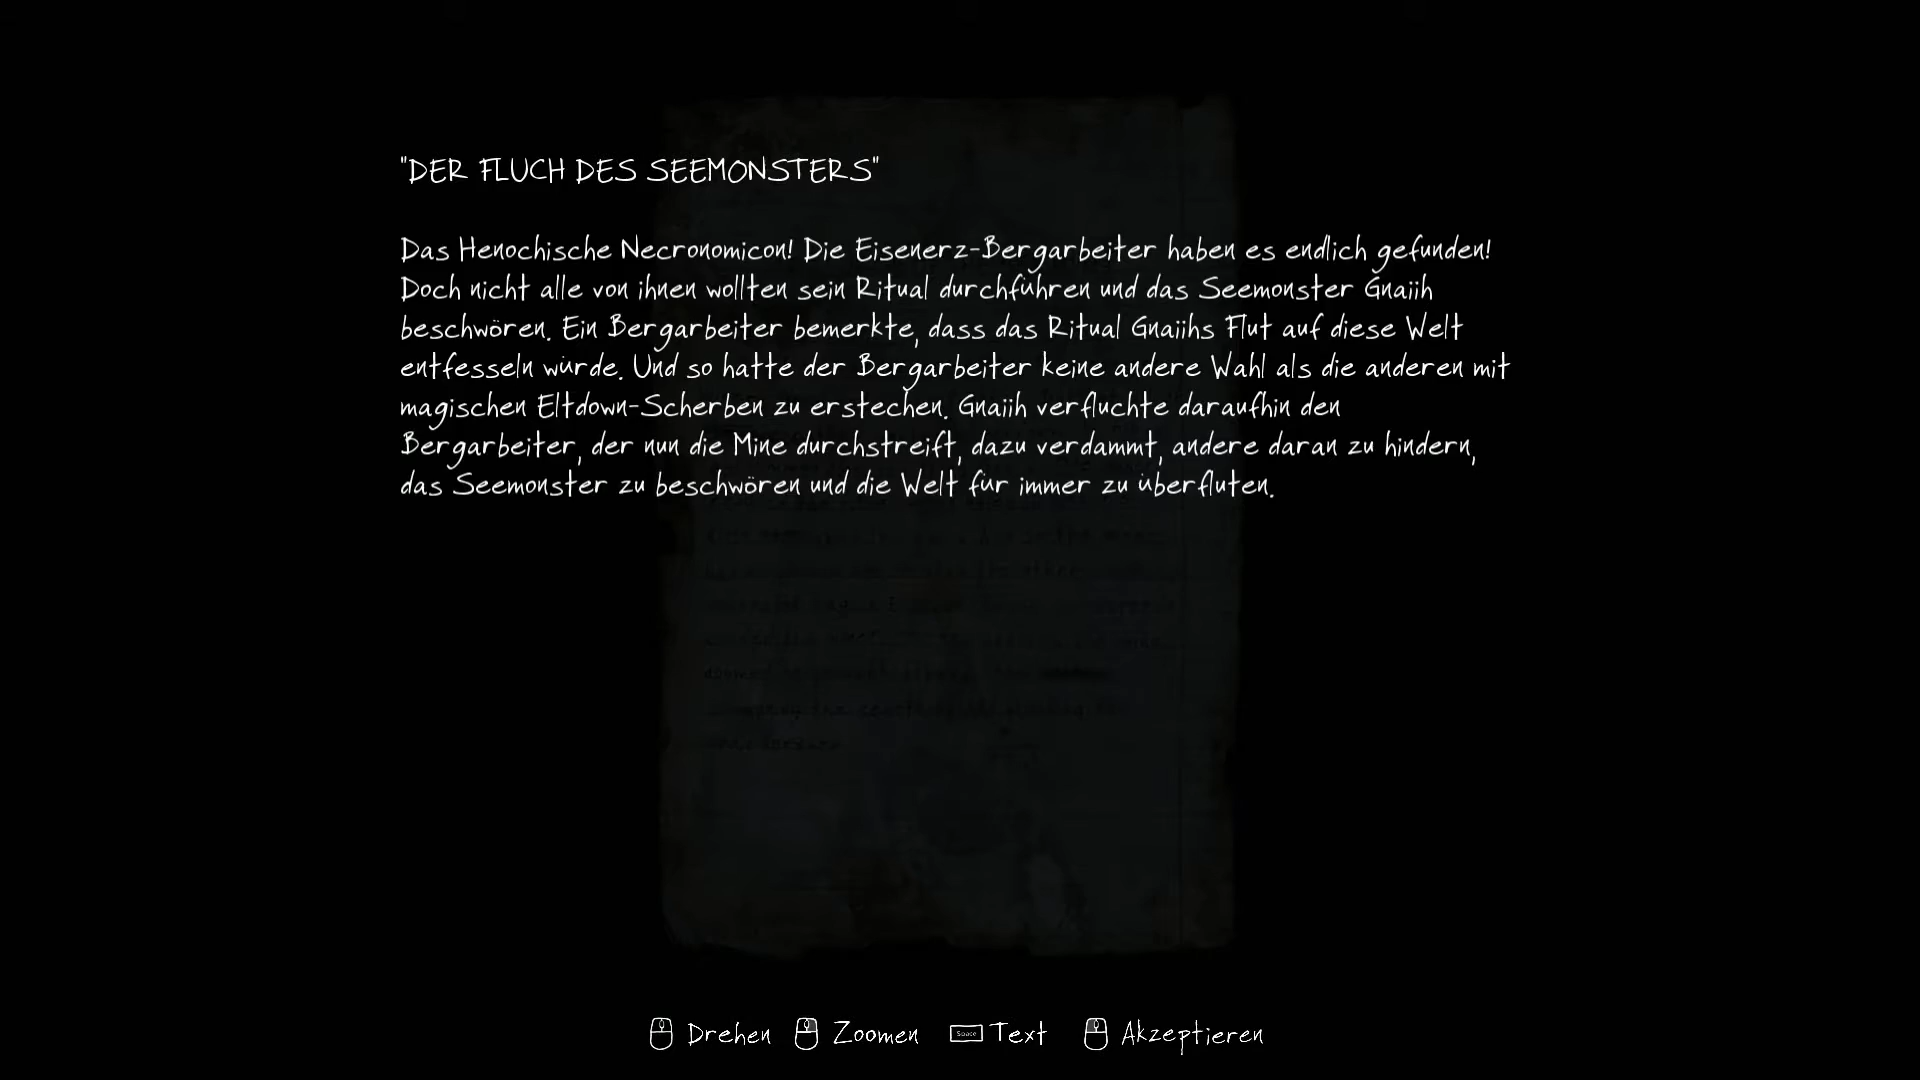 "DER FLUCH DES SEEMONSTERS"
Das Henochische Necronomicon! Die Eisenerz-Bergarbeiter haben es endlich gefunden!
Doch nicht alle von ihnen wollten sein Ritual durchführen und das Seemonster Gnaiih
beschwören. Ein Bergarbeiter bemerkte, dass das Ritual Gnaiihs Flut auf diese Welt
entfesseln würde. Und so hatte der Bergarbeiter keine andere Wahl als die anderen mit
magischen Eltdown-Scherben zu erstechen. Gnaiih verfluchte daraufhin den
Bergarbeiter, der nun die Mine durchstreift, dazu verdammt, andere daran zu hindern,
das Seemonster zu beschwören und die Welt für immer zu überfluten.
Drehen Zoomen Space Text Akzeptieren